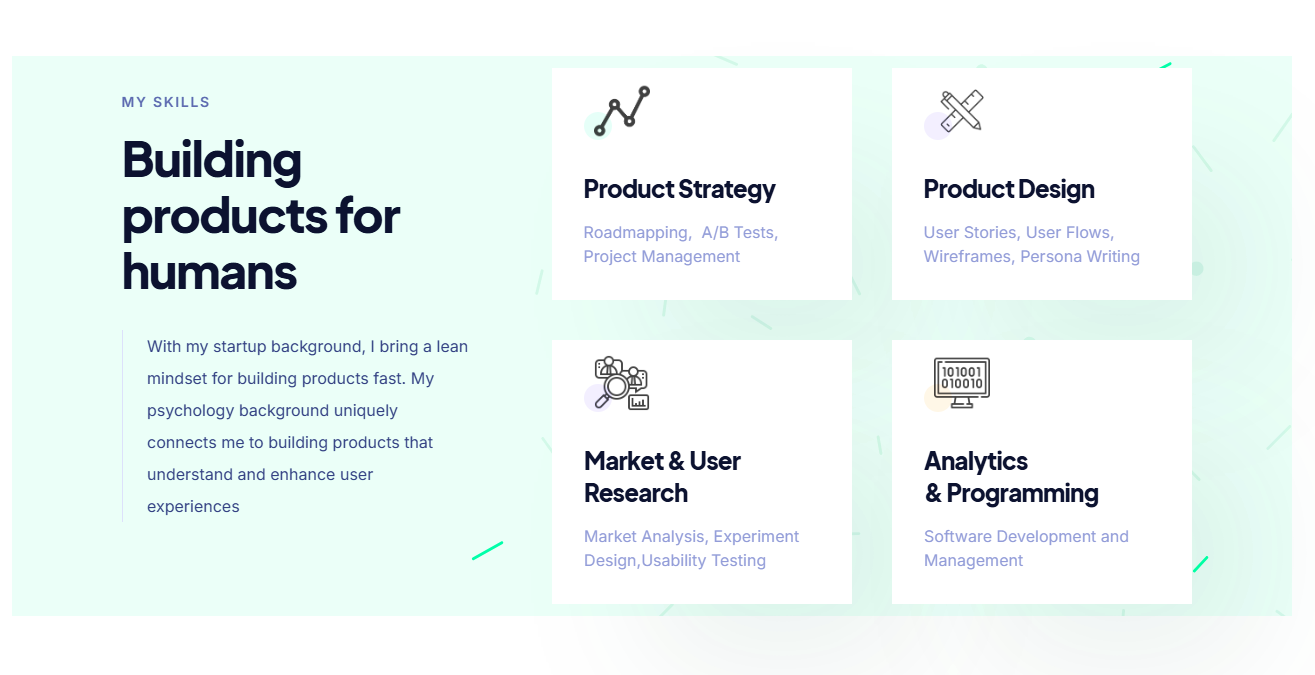 MY SKILLS
Building
products for
humans
With my startup background, I bring a lean
mindset for building products fast. My
psychology background uniquely
connects me to building products that
understand and enhance user
experiences
Product Strategy
Roadmapping,  A/B Tests,
Project Management
Product Design
User Stories, User Flows,
Wireframes, Persona Writing
Market & User
Research
Market Analysis, Experiment
Design,Usability Testing
101001
010010
Analytics
& Programming
Software Development and
Management